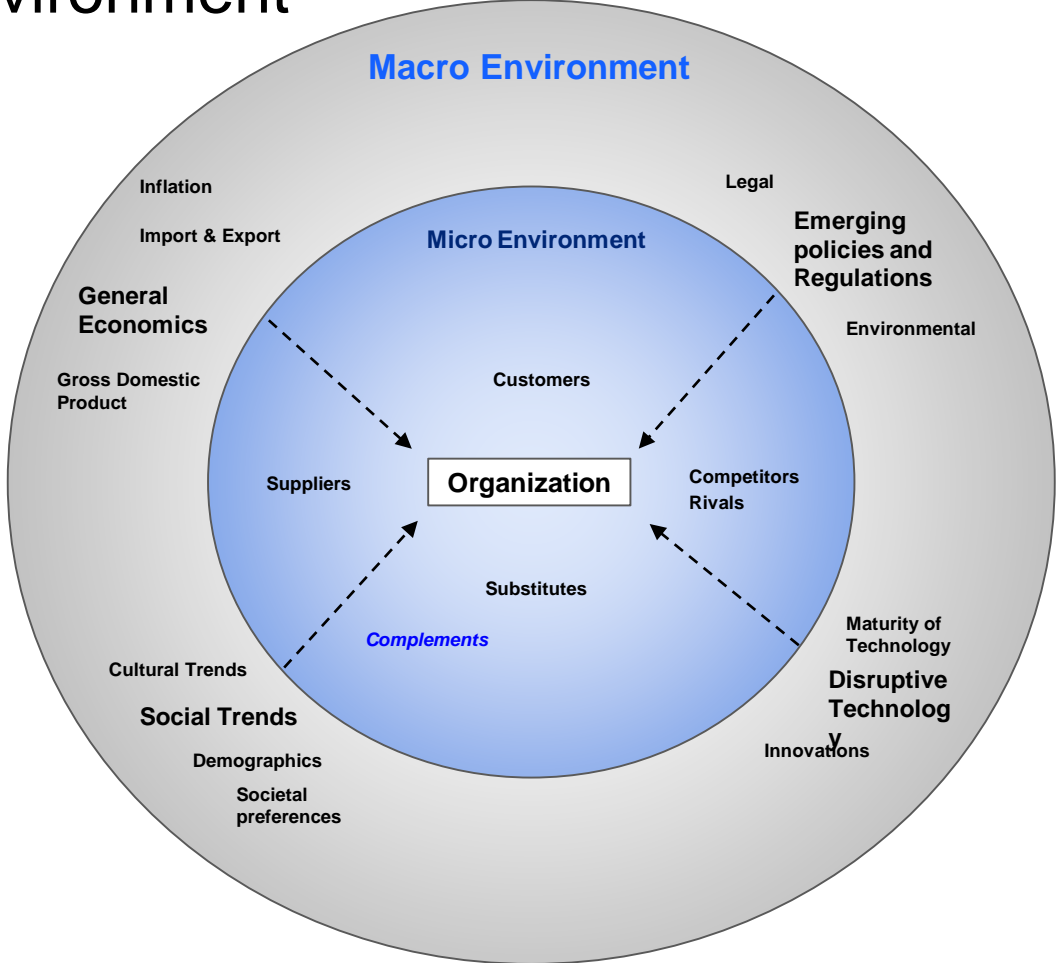 vironment
Macro Environment
Inflation
Import & Export
General
Economics
Gross Domestic
Product
Legal
Emerging
policies and
Regulations
Environmental
Micro Environment
Customers
Suppliers
Organization
Competitors
Rivals
Substitutes
Complements
Cultural Trends
Social Trends
Demographics
Societal
preferences
Maturity of
Technology
Disruptive
Technolog
y
Innovations